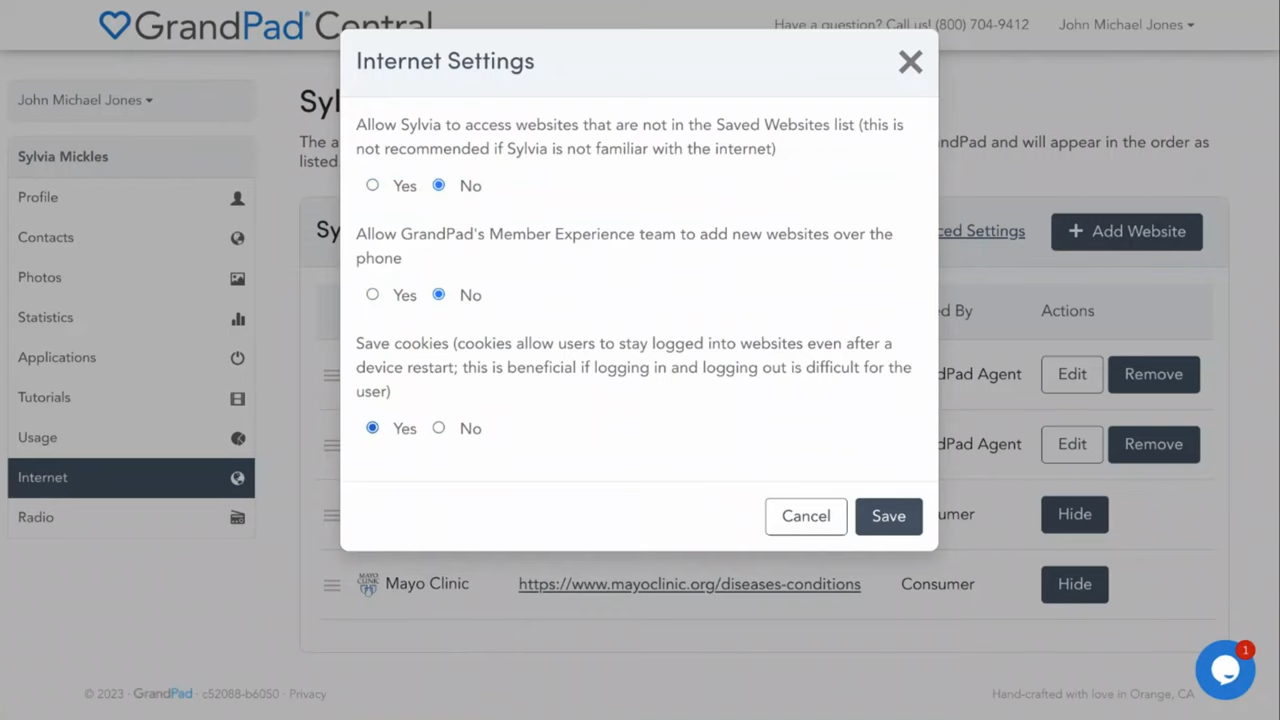 GrandPad Central
Have a question? Call us! (800) 704-9412
John Michael Jones
John Michael Jones
Sylvia Mickles
Profile
Contacts
Photos
Statistics
Applications
Tutorials
Usage
Internet
Radio
Syl
The a
ndPad and will appear in the order as
listed
Sy
ced Settings
+ Add Website
d By
Actions
dPad Agent
Edit
Remove
dPad Agent
Edit
Remove
umer
Hide
Mayo Clinic
https://www.mayoclinic.org/diseases-conditions
Consumer
Hide
Internet Settings
Allow Sylvia to access websites that are not in the Saved Websites list (this is
not recommended if Sylvia is not familiar with the internet)
Yes No
Allow GrandPad's Member Experience team to add new websites over the
phone
Yes No
Save cookies (cookies allow users to stay logged into websites even after a
device restart; this is beneficial if logging in and logging out is difficult for the
user)
Yes No
Cancel
Save
MAYO
CLINIC
1
© 2023 · GrandPad · c52088-b6050 · Privacy
Hand-crafted with love in Orange, CA